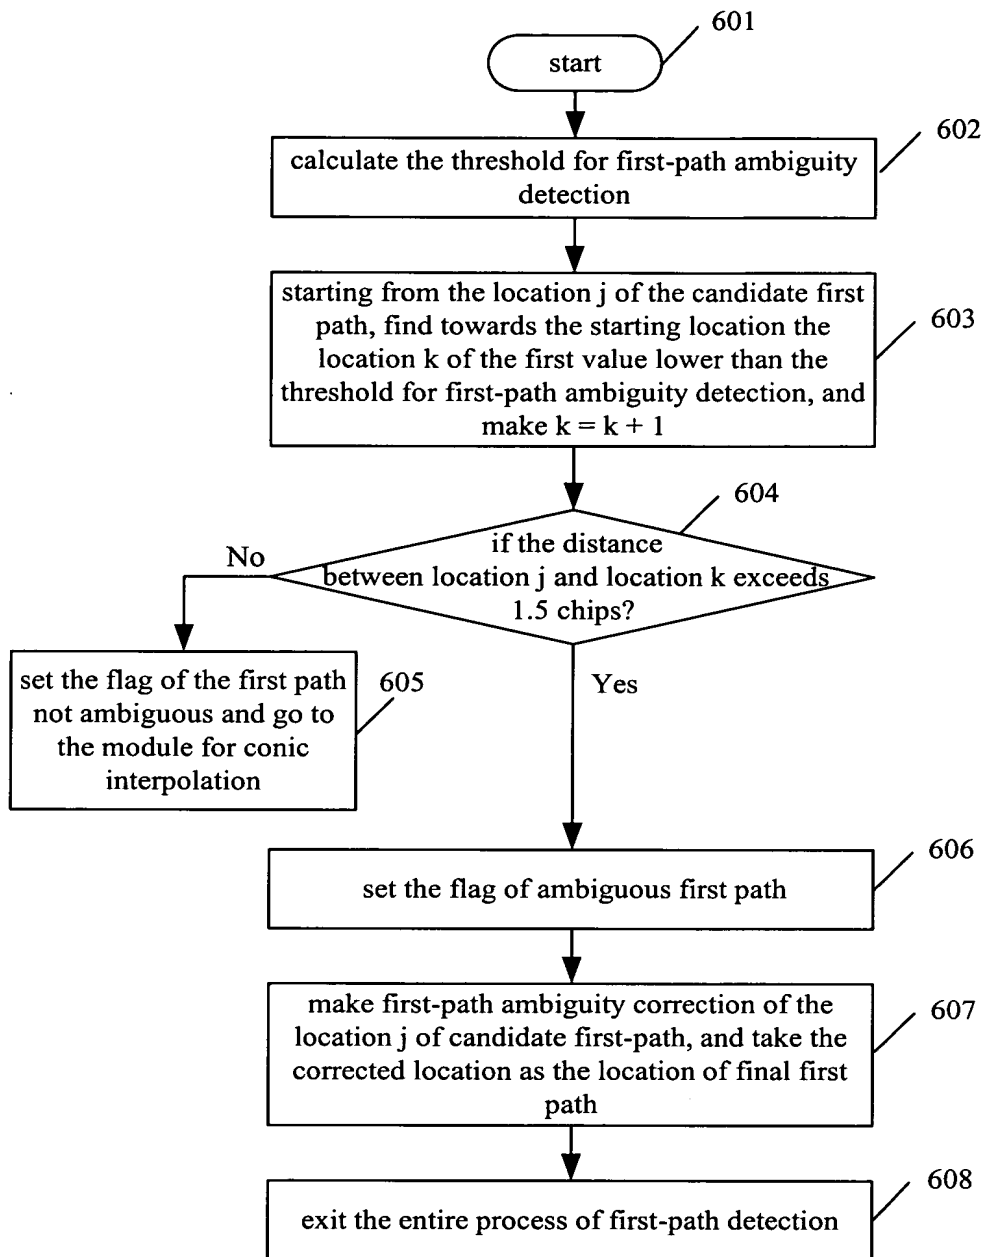 601
start
602
calculate the threshold for first-path ambiguity
detection
603
starting from the location j of the candidate first
path, find towards the starting location the
location k of the first value lower than the
threshold for first-path ambiguity detection, and
make k = k + 1
604
if the distance
between location j and location k exceeds
1.5 chips?
No
Yes
605
set the flag of the first path
not ambiguous and go to
the module for conic
interpolation
606
set the flag of ambiguous first path
607
make first-path ambiguity correction of the
location j of candidate first-path, and take the
corrected location as the location of final first
path
608
exit the entire process of first-path detection